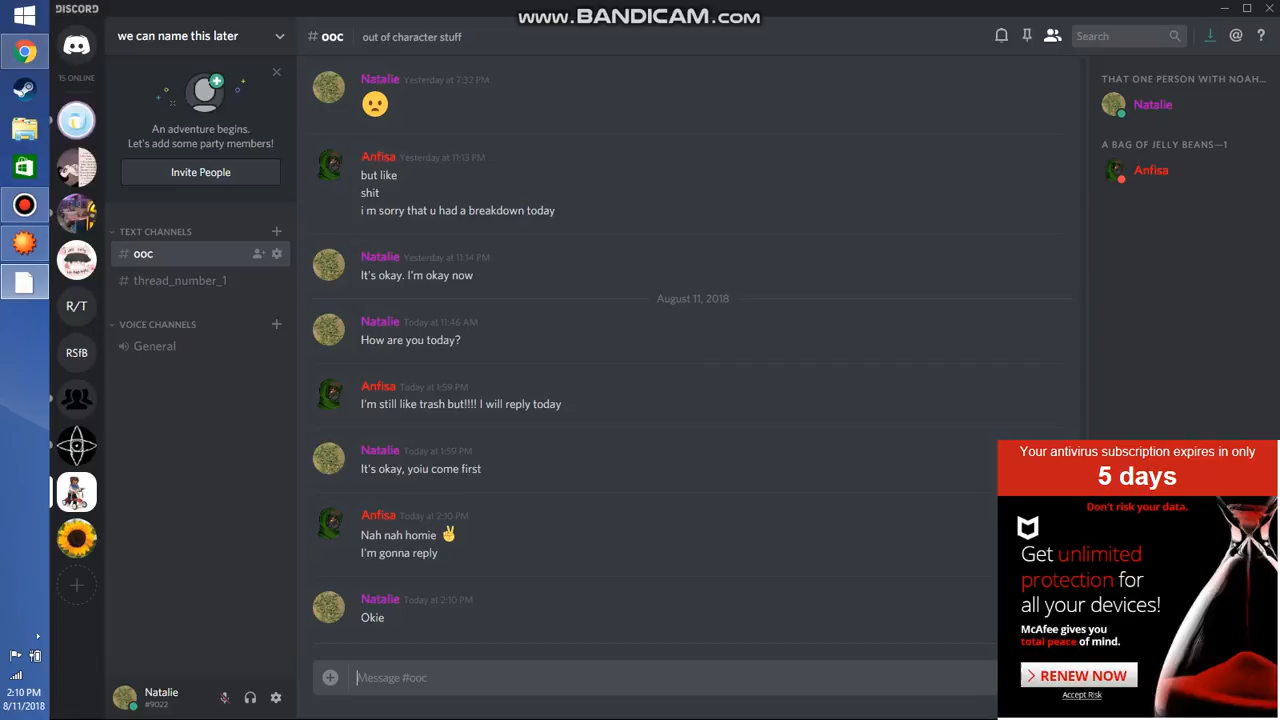 DISCORD
www.BANDICAM.com
we can name this later
# ooc
out of character stuff
Search
15 ONLINE
An adventure begins.
Let's add some party members!
Invite People
TEXT CHANNELS
# ooc
# thread_number_1
VOICE CHANNELS
General
R/T
RSfB
Natalie Yesterday at 7:32 PM
Anfisa Yesterday at 11:13 PM
but like
shit
i m sorry that u had a breakdown today
Natalie Yesterday at 11:14 PM
It's okay. I'm okay now
August 11, 2018
Natalie Today at 11:46 AM
How are you today?
Anfisa Today at 1:59 PM
I'm still like trash but!!!! I will reply today
Natalie Today at 1:59 PM
It's okay, yoiu come first
Anfisa Today at 2:10 PM
Nah nah homie ✌
I'm gonna reply
Natalie Today at 2:10 PM
Okie
Message #ooc
THAT ONE PERSON WITH NOAH...
Natalie
A BAG OF JELLY BEANS—1
Anfisa
Your antivirus subscription expires in only
5 days
Don't risk your data.
Get unlimited
protection for
all your devices!
McAfee gives you
total peace of mind.
> RENEW NOW
Accept Risk
Natalie
#9022
2:10 PM
8/11/2018